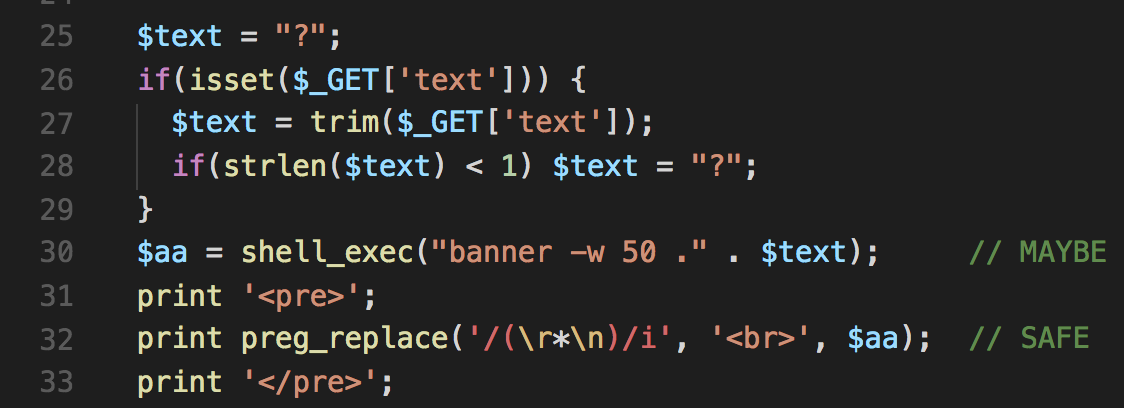 25 $text = "?";
26 if(isset($_GET['text'])) {
27 $text = trim($_GET['text']);
28 if(strlen($text) < 1) $text = "?";
29 }
30 $aa = shell_exec("banner -w 50 ." . $text); // MAYBE
31 print '<pre>';
32 print preg_replace('/(\r*\n)/i', '<br>', $aa); // SAFE
33 print '</pre>';